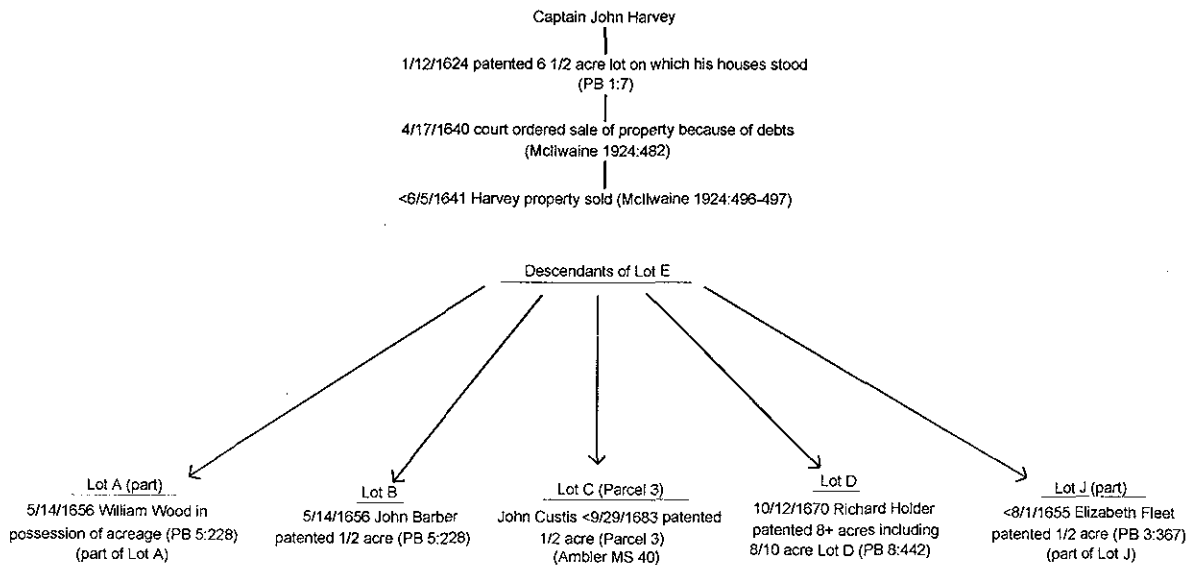 Captain John Harvey
1/12/1624 patented 6 1/2 acre lot on which his houses stood
(PB 1:7)
4/17/1640 court ordered sale of property because of debts
(McIlwaine 1924:482)
<6/5/1641 Harvey property sold (McIlwaine 1924:496-497)
Descendants of Lot E
Lot A (part)
5/14/1656 William Wood in
possession of acreage (PB 5:228)
(part of Lot A)
Lot B
5/14/1656 John Barber
patented 1/2 acre (PB 5:228)
Lot C (Parcel 3)
John Custis <9/29/1683 patented
1/2 acre (Parcel 3)
(Ambler MS 40)
Lot D
10/12/1670 Richard Holder
patented 8+ acres including
8/10 acre Lot D (PB 8:442)
Lot J (part)
<8/1/1655 Elizabeth Fleet
patented 1/2 acre (PB 3:367)
(part of Lot J)